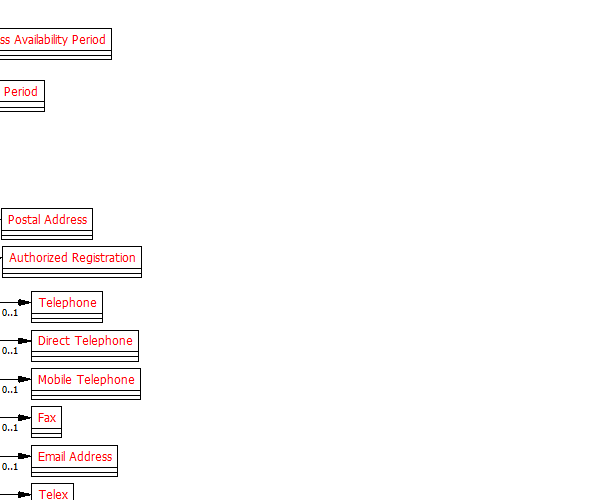 ss Availability Period
Period
Postal Address
Authorized Registration
Telephone
0..1
Direct Telephone
0..1
Mobile Telephone
0..1
Fax
0..1
Email Address
0..1
Telex